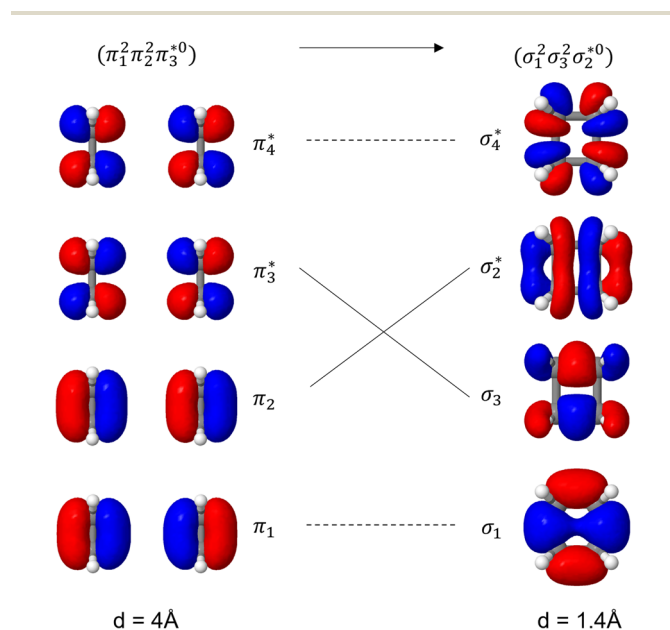 (π₁²π₂²π₃*⁰) (σ₁²σ₃²σ₂*⁰)
π₄* σ₄*
π₃* σ₂*
π₂ σ₃
π₁ σ₁
d = 4Å d = 1.4Å